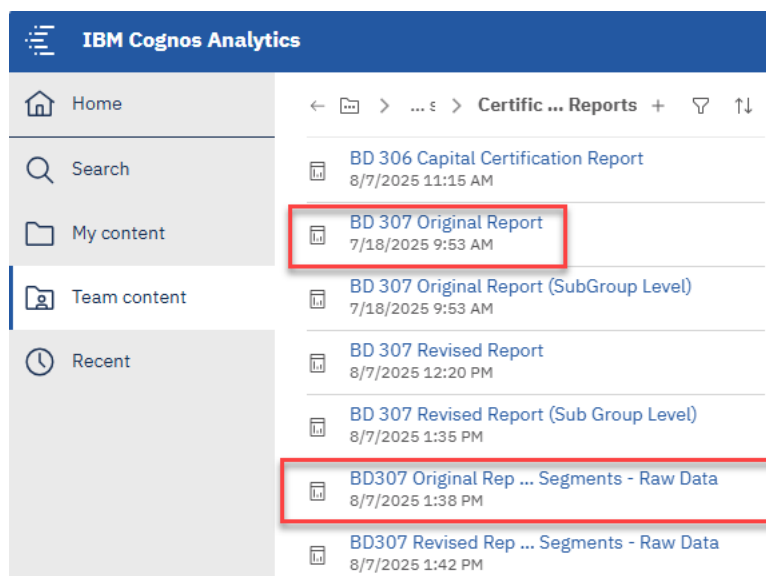 IBM Cognos Analytics
Home
... s > Certific ... Reports +
Search
BD 306 Capital Certification Report
8/7/2025 11:15 AM
My content
BD 307 Original Report
7/18/2025 9:53 AM
Team content
BD 307 Original Report (SubGroup Level)
7/18/2025 9:53 AM
Recent
BD 307 Revised Report
8/7/2025 12:20 PM
BD 307 Revised Report (Sub Group Level)
8/7/2025 1:35 PM
BD307 Original Rep ... Segments - Raw Data
8/7/2025 1:38 PM
BD307 Revised Rep ... Segments - Raw Data
8/7/2025 1:42 PM